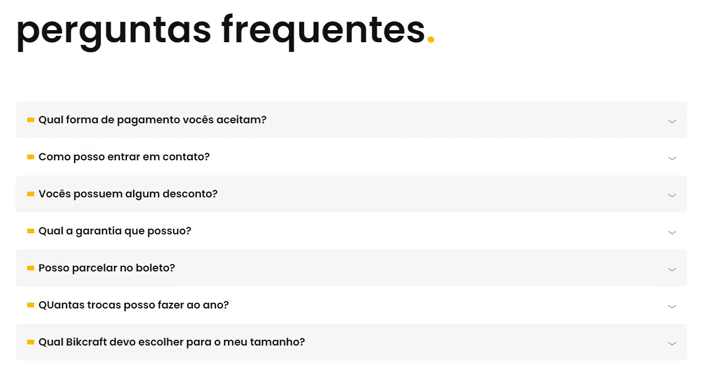 perguntas frequentes.
Qual forma de pagamento vocês aceitam?
Como posso entrar em contato?
Vocês possuem algum desconto?
Qual a garantia que possuo?
Posso parcelar no boleto?
QUantas trocas posso fazer ao ano?
Qual Bikcraft devo escolher para o meu tamanho?